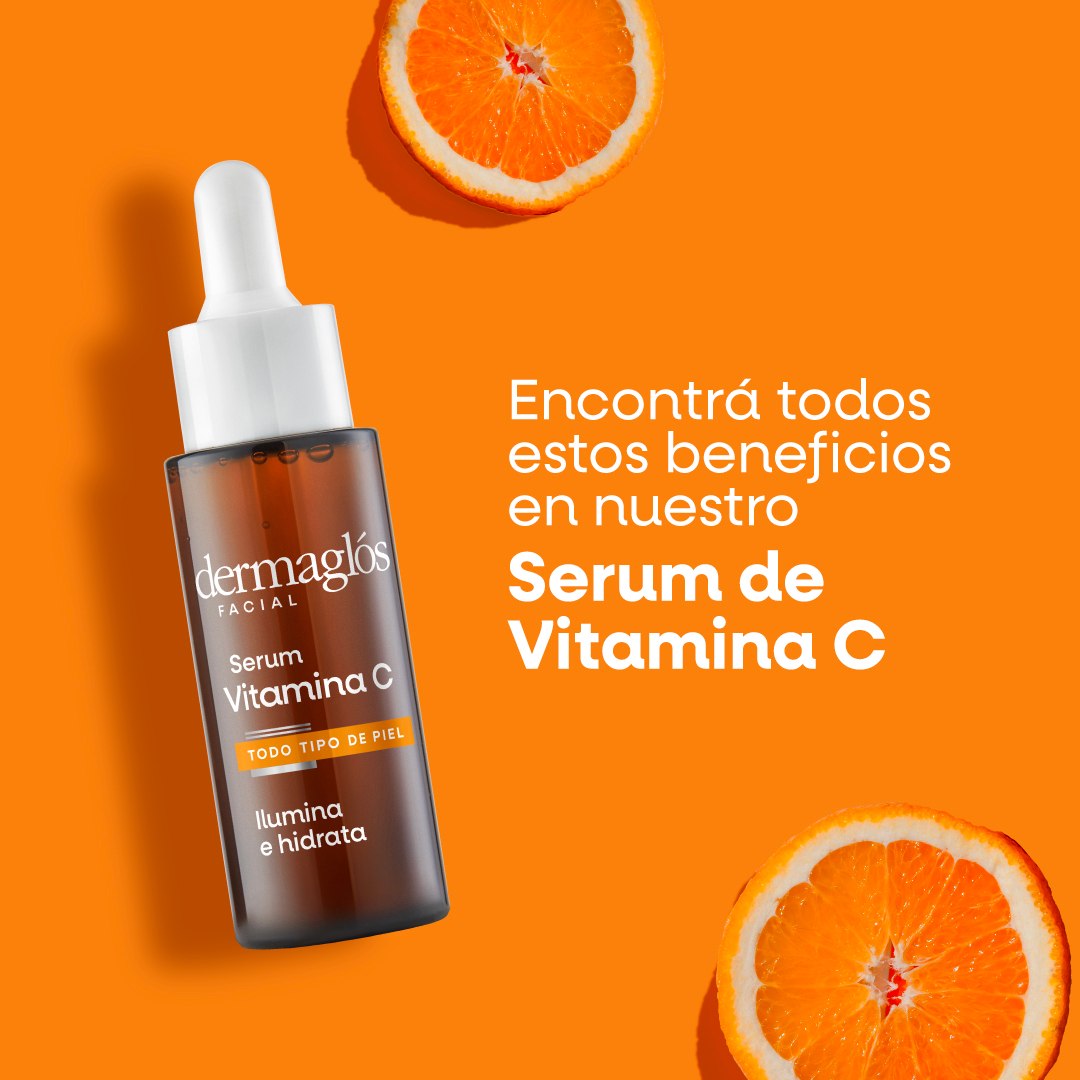 dermaglós
FACIAL
Serum
Vitamina C
TODO TIPO DE PIEL
Ilumina
e hidrata
Encontrá todos
estos beneficios
en nuestro
Serum de
Vitamina C